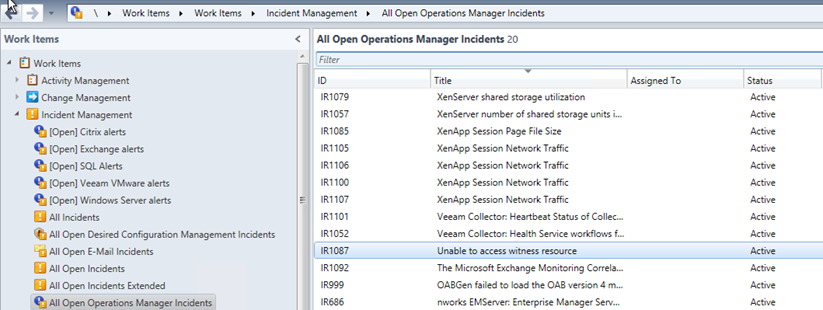 \ Work Items Work Items Incident Management All Open Operations Manager Incidents
Work Items
Work Items
Activity Management
Change Management
Incident Management
[Open] Citrix alerts
[Open] Exchange alerts
[Open] SQL Alerts
[Open] Veeam VMware alerts
[Open] Windows Server alerts
All Incidents
All Open Desired Configuration Management Incidents
All Open E-Mail Incidents
All Open Incidents
All Open Incidents Extended
All Open Operations Manager Incidents
All Open Operations Manager Incidents 20
Filter
ID Title Assigned To Status
IR1079 XenServer shared storage utilization Active
IR1057 XenServer number of shared storage units i... Active
IR1085 XenApp Session Page File Size Active
IR1105 XenApp Session Network Traffic Active
IR1106 XenApp Session Network Traffic Active
IR1100 XenApp Session Network Traffic Active
IR1107 XenApp Session Network Traffic Active
IR1101 Veeam Collector: Heartbeat Status of Collec... Active
IR1052 Veeam Collector: Health Service workflows f... Active
IR1087 Unable to access witness resource Active
IR1092 The Microsoft Exchange Monitoring Correla... Active
IR999 OABGen failed to load the OAB version 4 m... Active
IR686 nworks EMServer: Enterprise Manager Serv... Active